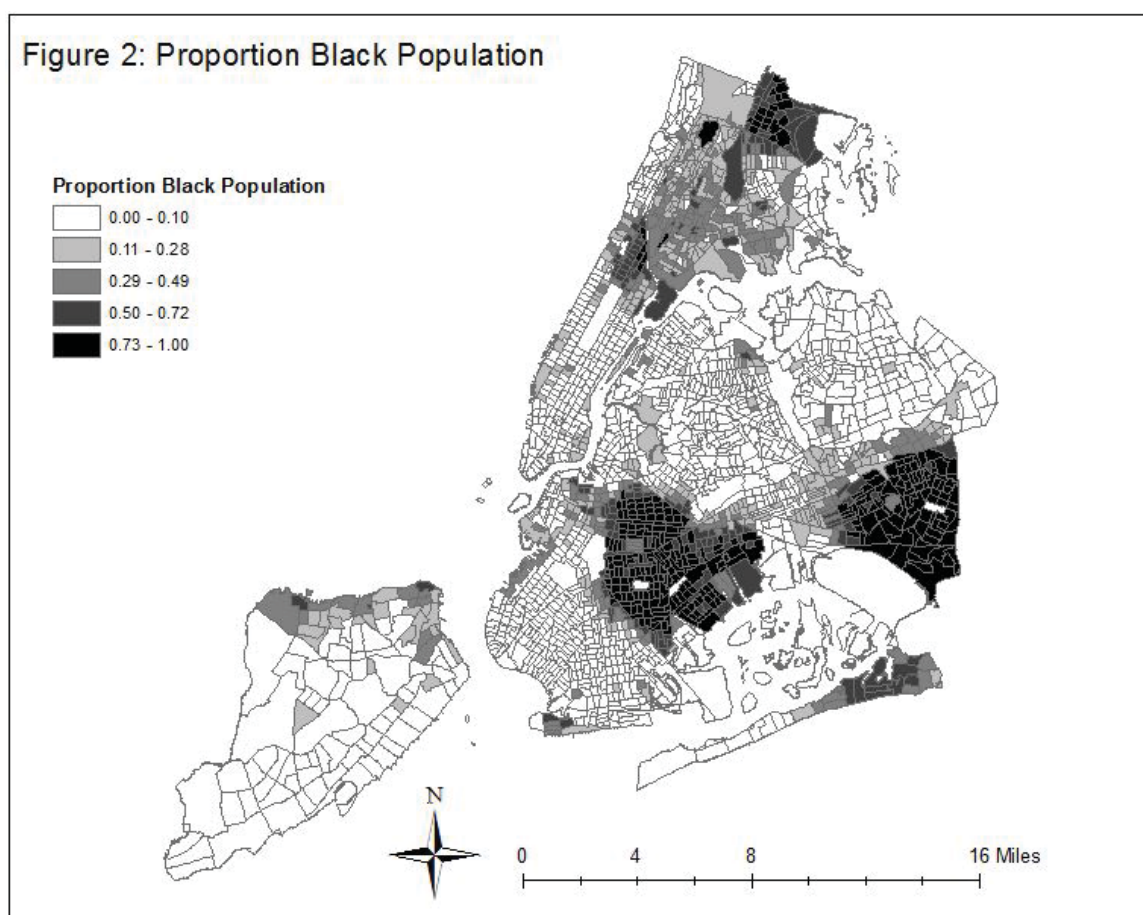 Figure 2: Proportion Black Population
Proportion Black Population
0.00 - 0.10
0.11 - 0.28
0.29 - 0.49
0.50 - 0.72
0.73 - 1.00
N
0 4 8 16 Miles